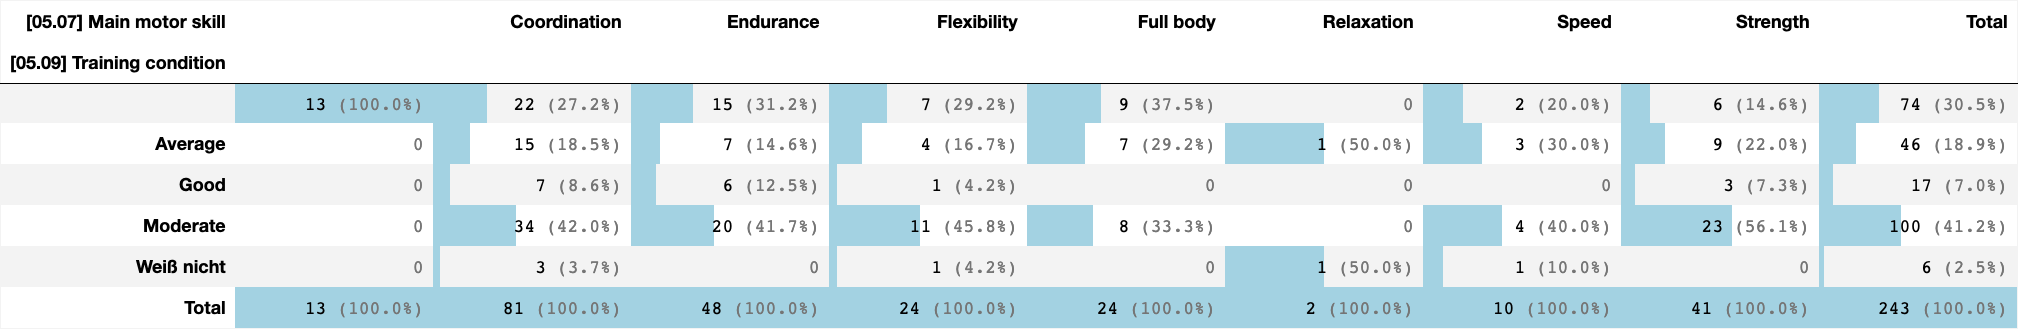 [05.07] Main motor skill Coordination Endurance Flexibility Full body Relaxation Speed Strength Total
[05.09] Training condition
13 (100.0%) 22 (27.2%) 15 (31.2%) 7 (29.2%) 9 (37.5%) 0 2 (20.0%) 6 (14.6%) 74 (30.5%)
Average 0 15 (18.5%) 7 (14.6%) 4 (16.7%) 7 (29.2%) 1 (50.0%) 3 (30.0%) 9 (22.0%) 46 (18.9%)
Good 0 7 (8.6%) 6 (12.5%) 1 (4.2%) 0 0 0 3 (7.3%) 17 (7.0%)
Moderate 0 34 (42.0%) 20 (41.7%) 11 (45.8%) 8 (33.3%) 0 4 (40.0%) 23 (56.1%) 100 (41.2%)
Weiß nicht 0 3 (3.7%) 0 1 (4.2%) 0 1 (50.0%) 1 (10.0%) 0 6 (2.5%)
Total 13 (100.0%) 81 (100.0%) 48 (100.0%) 24 (100.0%) 24 (100.0%) 2 (100.0%) 10 (100.0%) 41 (100.0%) 243 (100.0%)